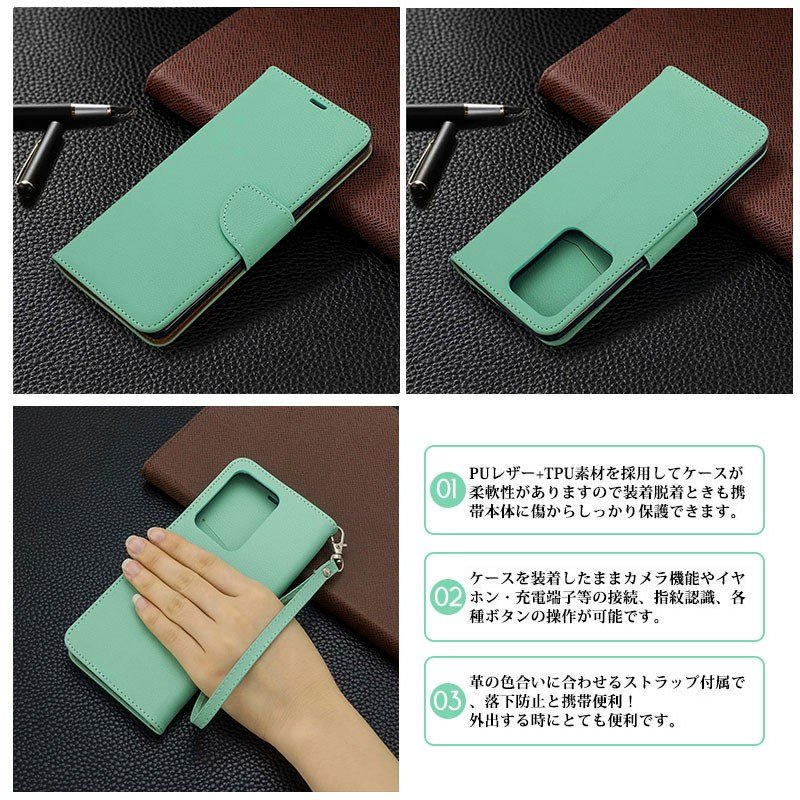 01
PUレザー+TPU素材を採用してケースが
柔軟性がありますので装着脱着ときも携
帯本体に傷からしっかり保護できます。
02
ケースを装着したままカメラ機能やイヤ
ホン・充電端子等の接続、指紋認識、各
種ボタンの操作が可能です。
03
革の色合いに合わせるストラップ付属で
、落下防止と携帯便利！
外出する時にとても便利です。